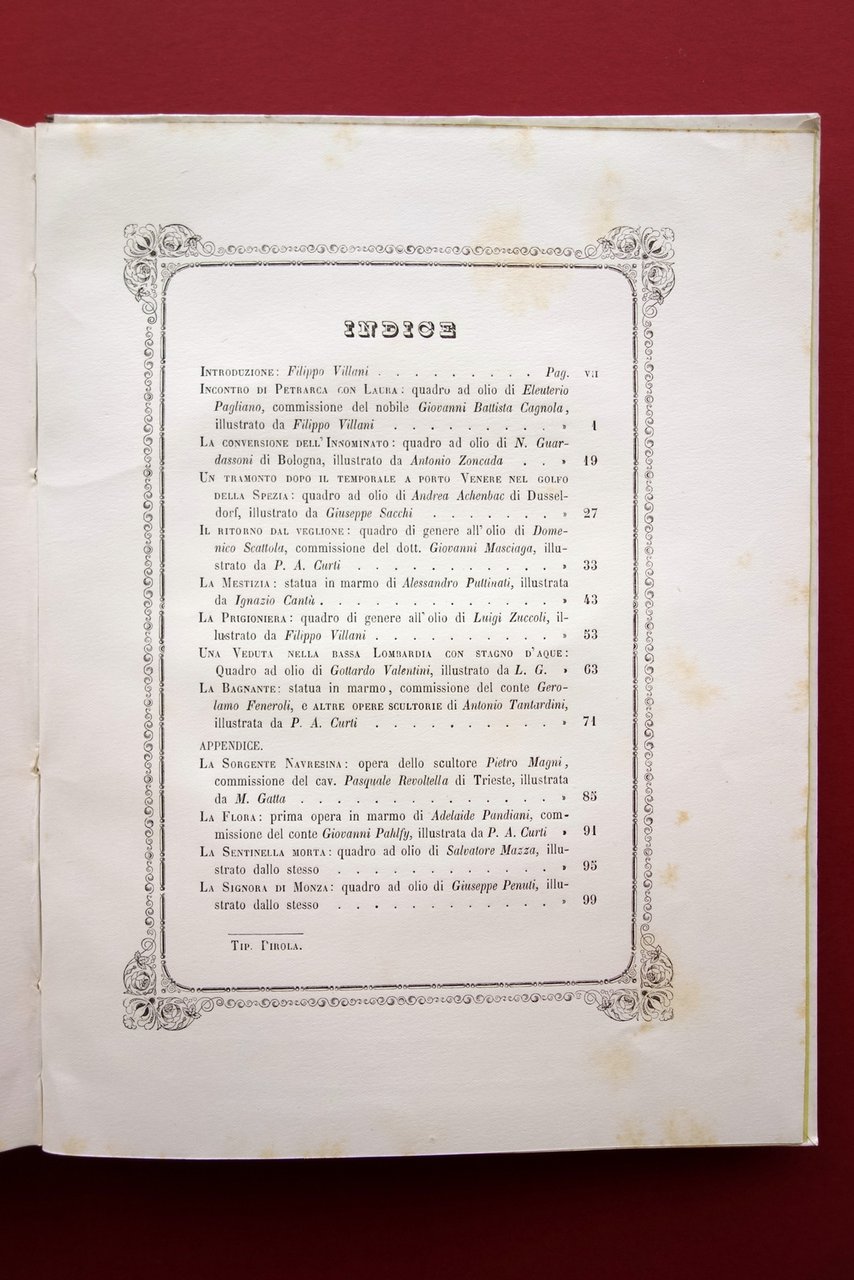 INDICE
INTRODUZIONE: Filippo Villani . . . . . . . . . Pag. VII
INCONTRO DI PETRARCA CON LAURA: quadro ad olio di Eleuterio
Pagliano, commissione del nobile Giovanni Battista Cagnola,
illustrato da Filippo Villani . . . . . . . . . » 1
LA CONVERSIONE DELL'INNOMINATO: quadro ad olio di N. Guar-
dassoni di Bologna, illustrato da Antonio Zoncada . . » 19
UN TRAMONTO DOPO IL TEMPORALE A PORTO VENERE NEL GOLFO
DELLA SPEZIA: quadro ad olio di Andrea Achenbac di Dussel-
dorf, illustrato da Giuseppe Sacchi . . . . . . . » 27
IL RITORNO DAL VEGLIONE: quadro di genere all'olio di Dome-
nico Scattola, commissione del dott. Giovanni Masciaga, illu-
strato da P. A. Curti . . . . . . . . . . . » 33
LA MESTIZIA: statua in marmo di Alessandro Puttinati, illustrata
da Ignazio Cantù . . . . . . . . . . . . . » 43
LA PRIGIONIERA: quadro di genere all'olio di Luigi Zuccoli, il-
lustrato da Filippo Villani . . . . . . . . . . » 53
UNA VEDUTA NELLA BASSA LOMBARDIA CON STAGNO D'AQUE:
Quadro ad olio di Gottardo Valentini, illustrato da L. G. » 63
LA BAGNANTE: statua in marmo, commissione del conte Gero-
lamo Feneroli, E ALTRE OPERE SCULTORIE di Antonio Tantardini,
illustrata da P. A. Curti . . . . . . . . . . » 71
APPENDICE.
LA SORGENTE NAVRESINA: opera dello scultore Pietro Magni,
commissione del cav. Pasquale Revoltella di Trieste, illustrata
da M. Gatta . . . . . . . . . . . . . . » 85
LA FLORA: prima opera in marmo di Adelaide Pandiani, com-
missione del conte Giovanni Pahlfy, illustrata da P. A. Curti » 91
LA SENTINELLA MORTA: quadro ad olio di Salvatore Mazza, illu-
strato dallo stesso . . . . . . . . . . . . » 95
LA SIGNORA DI MONZA: quadro ad olio di Giuseppe Penuti, illu-
strato dallo stesso . . . . . . . . . . . . » 99
TIP. PIROLA.